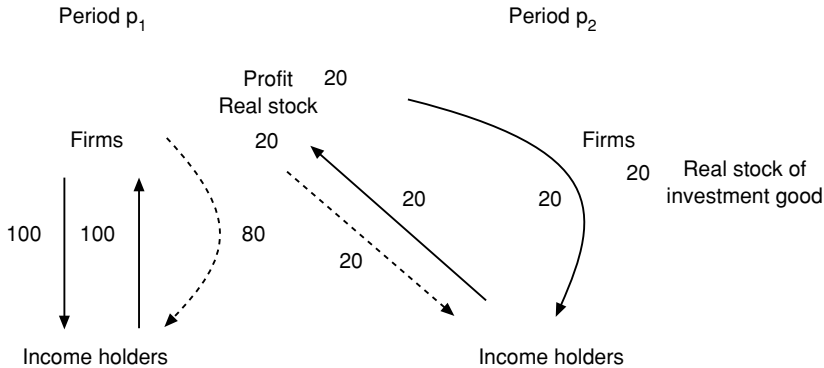 Period p1
Period p2
Profit 20
Real stock
20
Firms
Firms
20 Real stock of
investment good
100 100 80
20
20
20
Income holders
Income holders